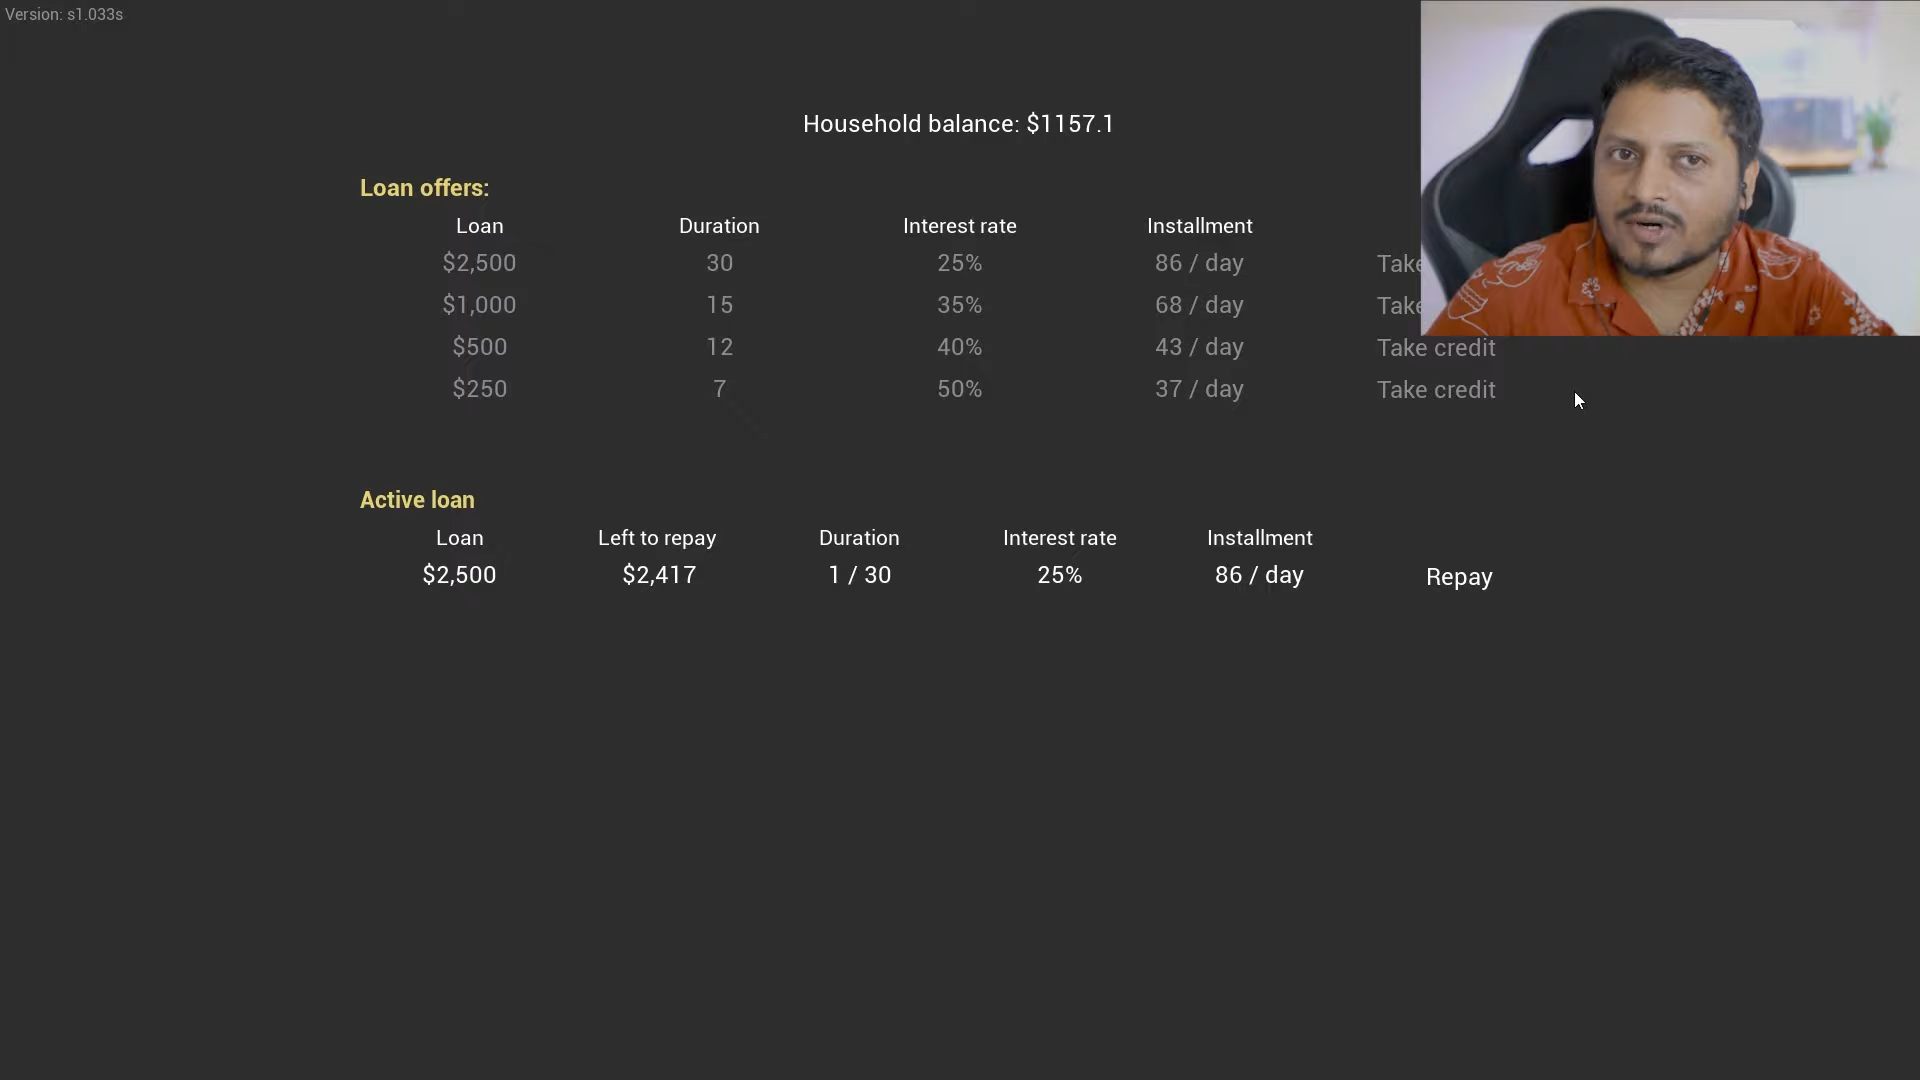 Version: s1.033s
Household balance: $1157.1
Loan offers:
Loan Duration Interest rate Installment
$2,500 30 25% 86 / day Take
$1,000 15 35% 68 / day Take
$500 12 40% 43 / day Take credit
$250 7 50% 37 / day Take credit
Active loan
Loan Left to repay Duration Interest rate Installment
$2,500 $2,417 1 / 30 25% 86 / day Repay